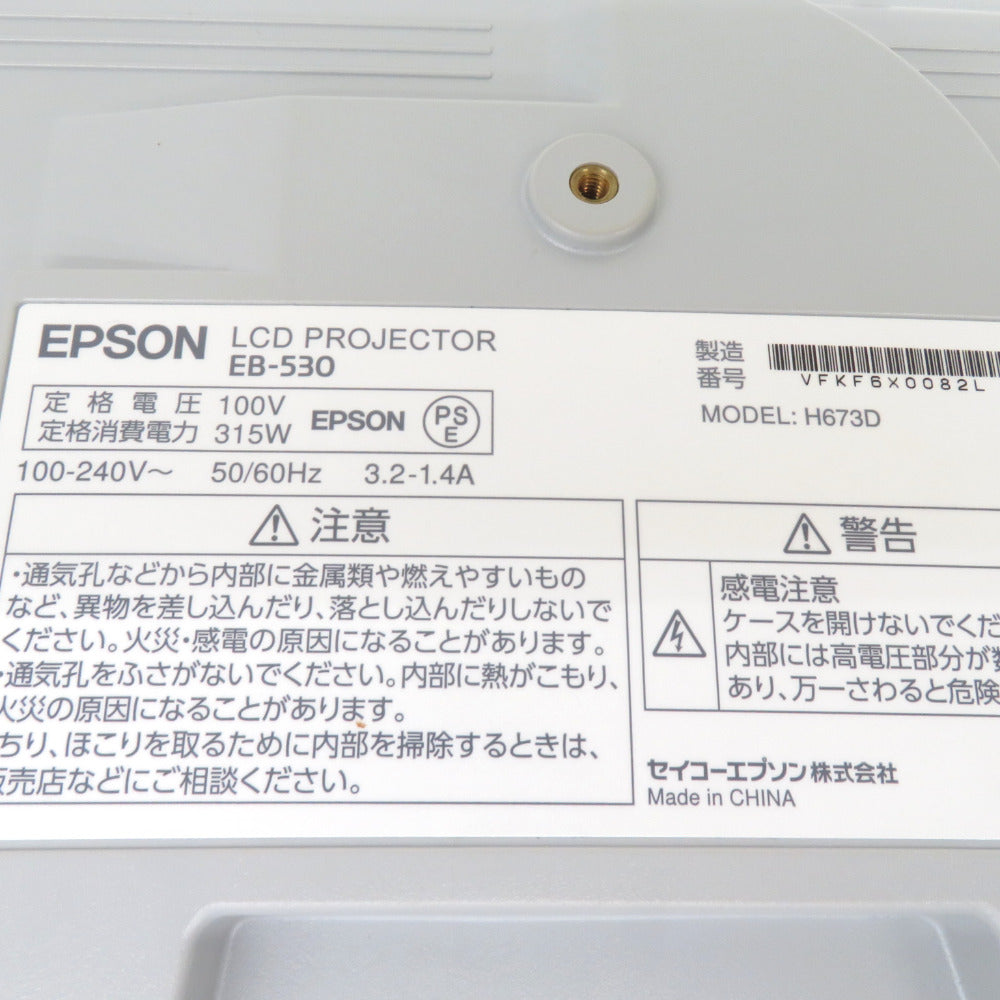 EPSON LCD PROJECTOR
EB-530
製造
番号
VFKF6X0082L
MODEL: H673D
定格電圧 100V
定格消費電力 315W
EPSON
PS
E
100-240V～ 50/60Hz 3.2-1.4A
注意
・通気孔などから内部に金属類や燃えやすいもの
など、異物を差し込んだり、落とし込んだりしないで
ください。火災・感電の原因になることがあります。
・通気孔をふさがないでください。内部に熱がこもり、
火災の原因になることがあります。
ちり、ほこりを取るために内部を掃除するときは、
販売店などにご相談ください。
警告
感電注意
ケースを開けないでくだ
内部には高電圧部分が
あり、万一さわると危険
セイコーエプソン株式会社
Made in CHINA